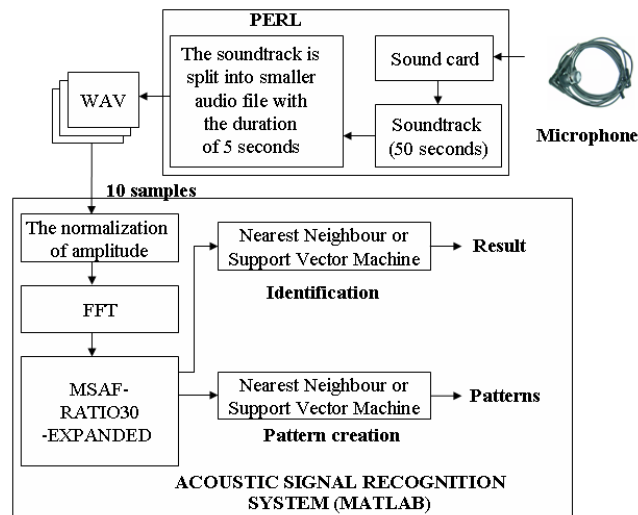 PERL
Microphone
Sound card
Soundtrack
(50 seconds)
The soundtrack is
split into smaller
audio file with
the duration
of 5 seconds
WAV
10 samples
The normalization
of amplitude
FFT
MSAF-
RATIO30
-EXPANDED
Nearest Neighbour or
Support Vector Machine
Identification
Result
Nearest Neighbour or
Support Vector Machine
Pattern creation
Patterns
ACOUSTIC SIGNAL RECOGNITION
SYSTEM (MATLAB)